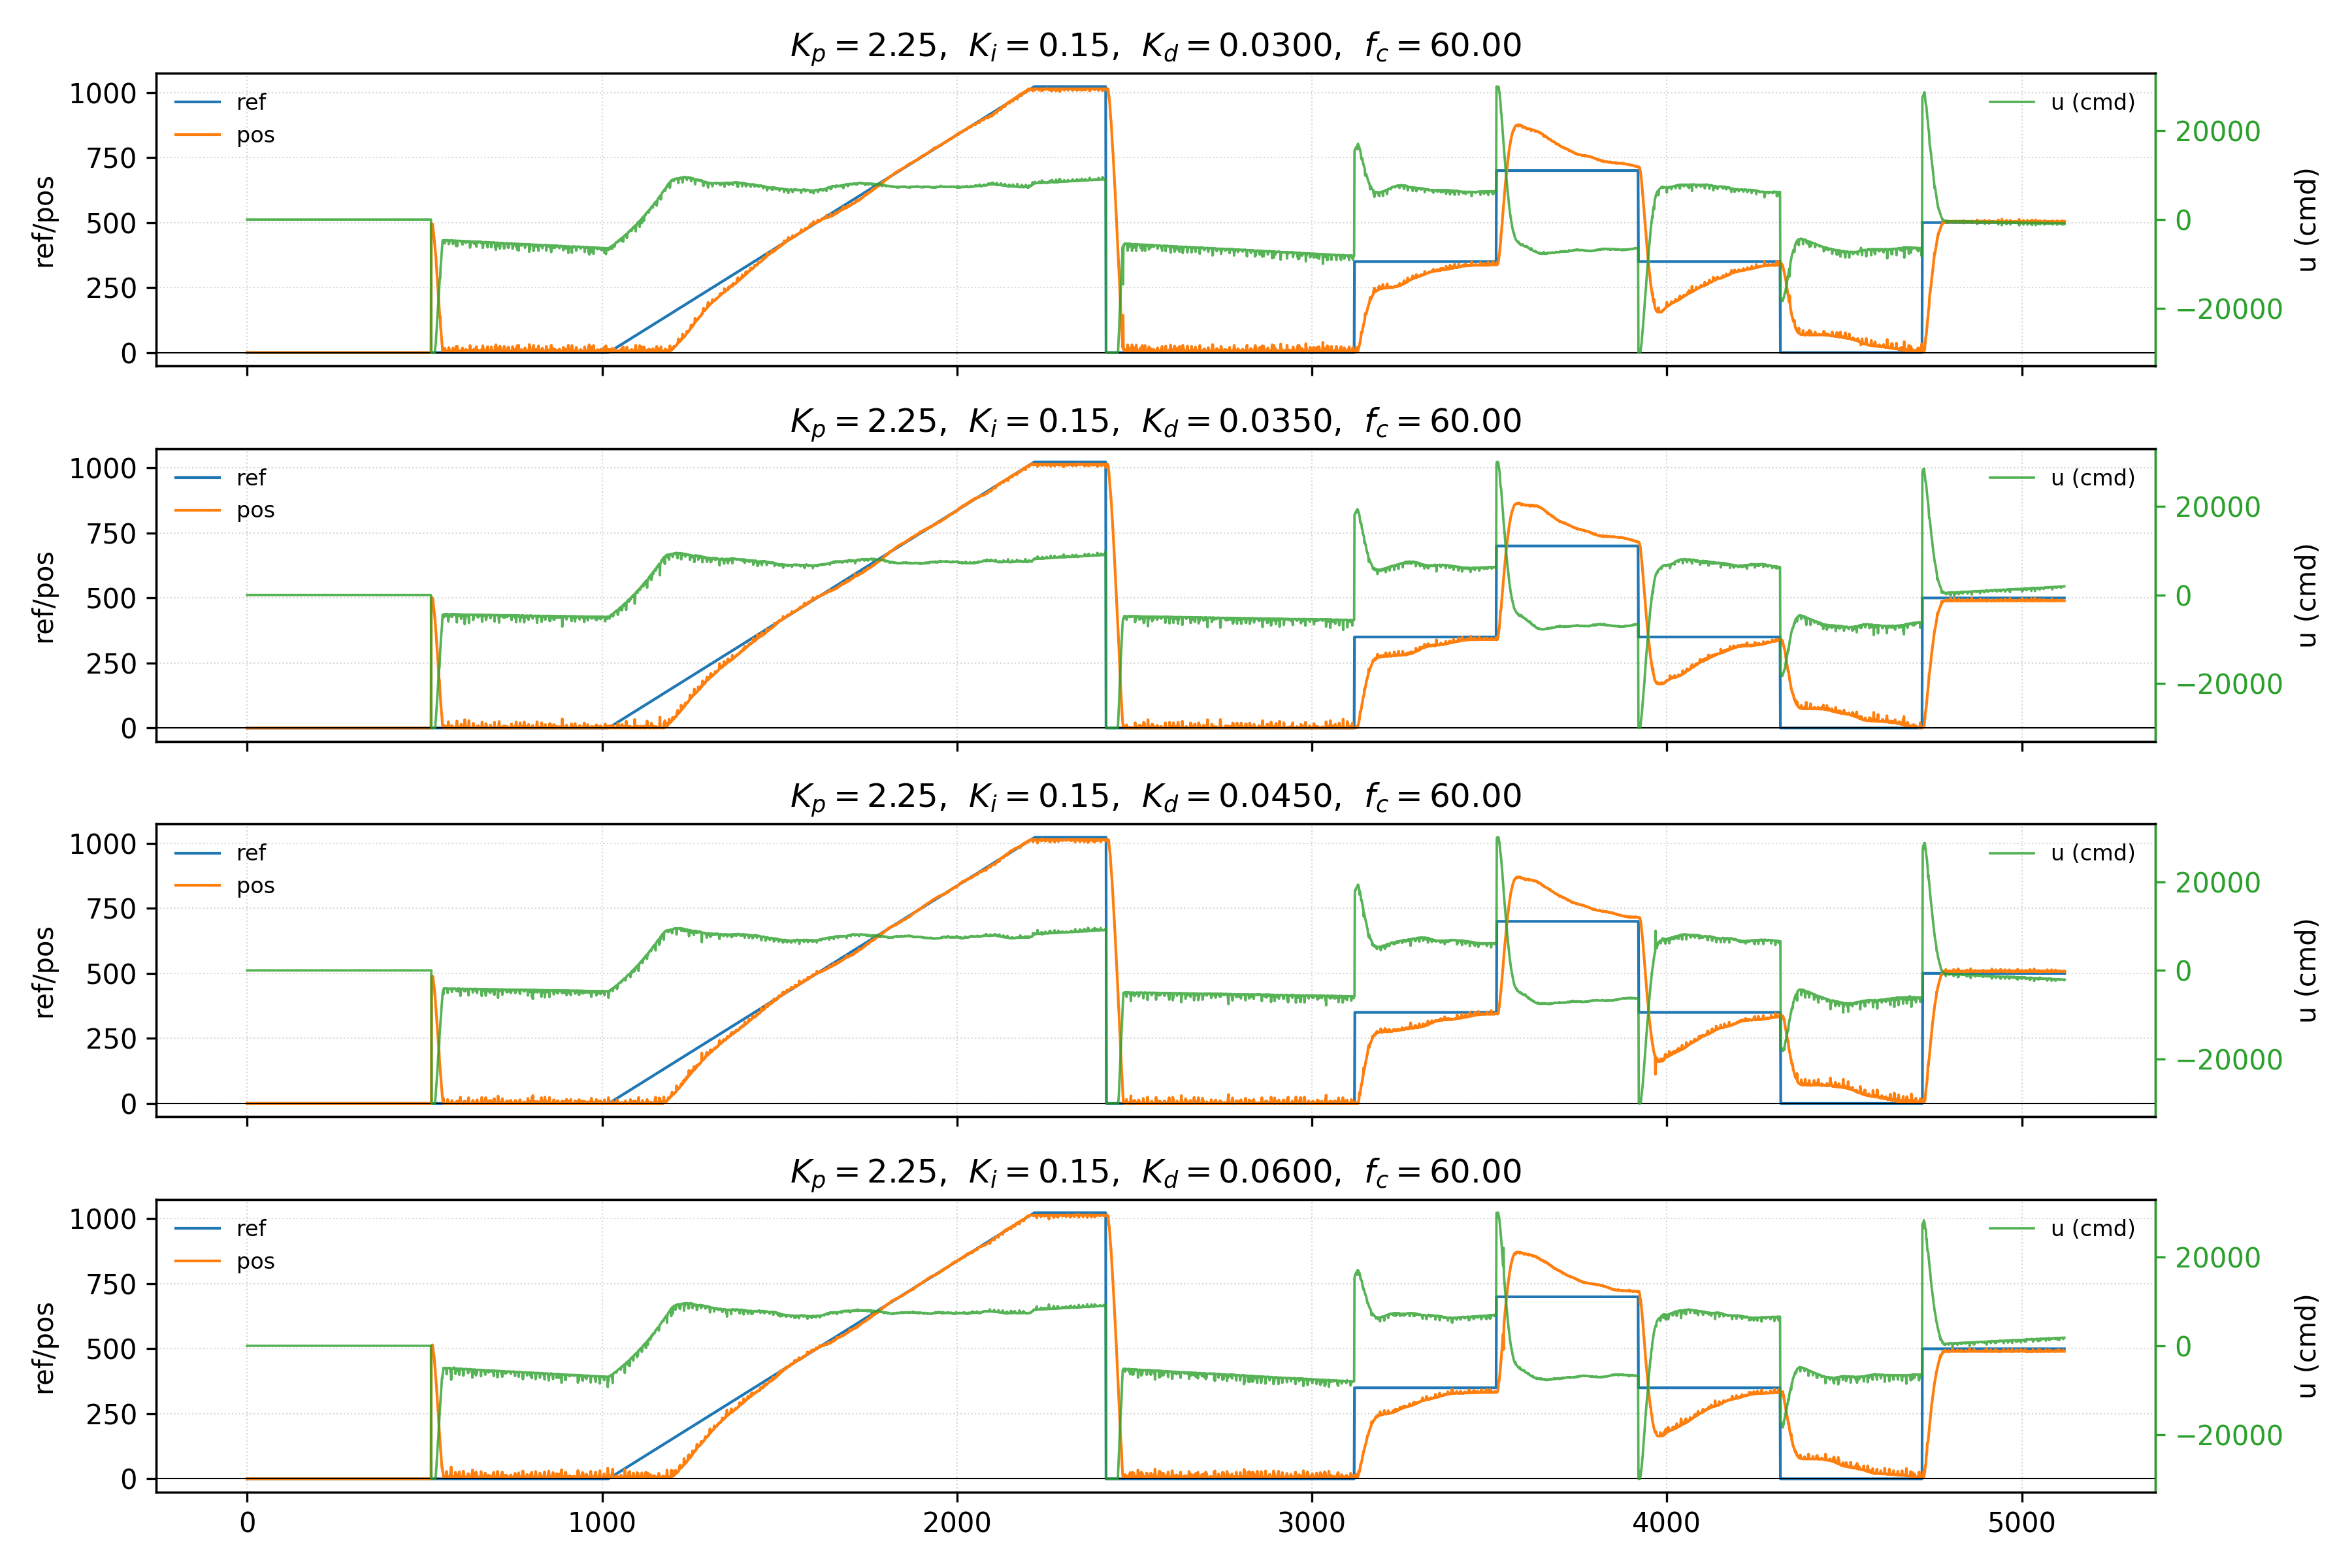 K_p = 2.25, K_i = 0.15, K_d = 0.0300, f_c = 60.00
ref/pos
1000
750
500
250
0
ref
pos
u (cmd)
20000
0
−20000
u (cmd)
K_p = 2.25, K_i = 0.15, K_d = 0.0350, f_c = 60.00
ref/pos
1000
750
500
250
0
ref
pos
u (cmd)
20000
0
−20000
u (cmd)
K_p = 2.25, K_i = 0.15, K_d = 0.0450, f_c = 60.00
ref/pos
1000
750
500
250
0
ref
pos
u (cmd)
20000
0
−20000
u (cmd)
K_p = 2.25, K_i = 0.15, K_d = 0.0600, f_c = 60.00
ref/pos
1000
750
500
250
0
ref
pos
u (cmd)
20000
0
−20000
u (cmd)
0 1000 2000 3000 4000 5000